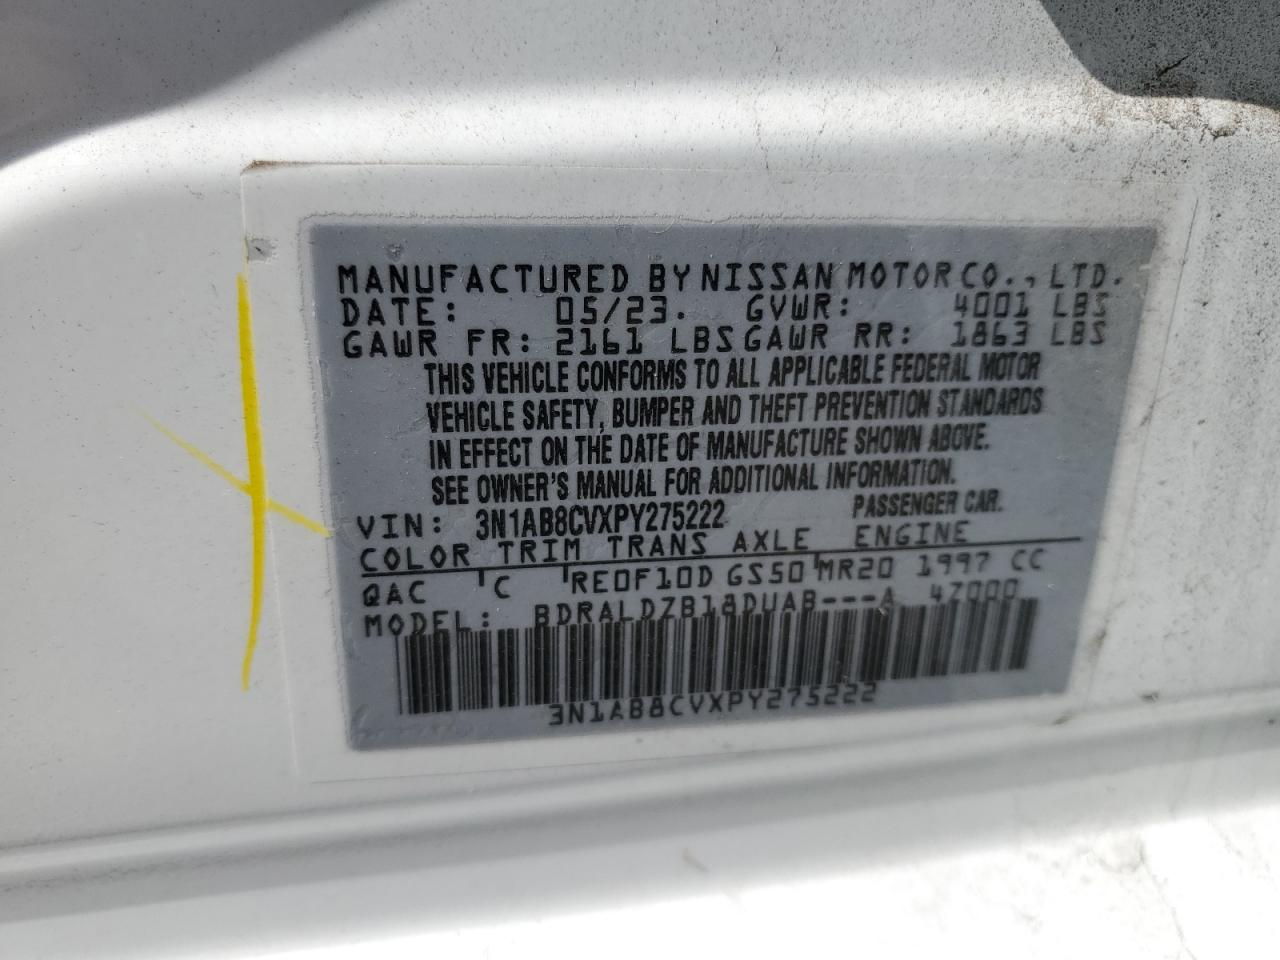 MANUFACTURED BY NISSAN MOTOR CO., LTD.
DATE: 05/23. GVWR: 4001 LBS
GAWR FR: 2161 LBS GAWR RR: 1863 LBS
THIS VEHICLE CONFORMS TO ALL APPLICABLE FEDERAL MOTOR
VEHICLE SAFETY, BUMPER AND THEFT PREVENTION STANDARDS
IN EFFECT ON THE DATE OF MANUFACTURE SHOWN ABOVE.
SEE OWNER'S MANUAL FOR ADDITIONAL INFORMATION.
VIN: 3N1AB8CVXPY275222 PASSENGER CAR.
COLOR TRIM TRANS AXLE ENGINE
QAC C RE0F10D GS50 MR20 1997 CC
MODEL: BDRALDZB18DUAB---A 4Z000
3N1AB8CVXPY275222